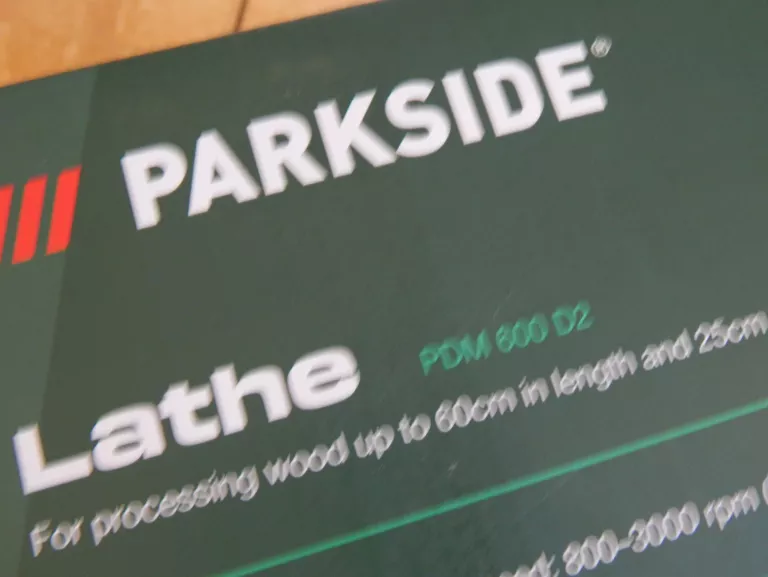 PARKSIDE®
Lathe PDM 600 D2
For processing wood up to 60cm in length and 25cm
800-3000 rpm (